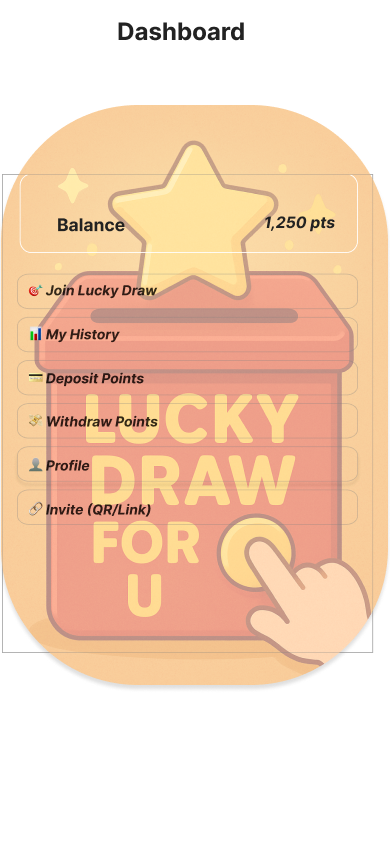 Dashboard
Balance 1,250 pts
🎯 Join Lucky Draw
📊 My History
💳 Deposit Points
💸 Withdraw Points
👤 Profile
🔗 Invite (QR/Link)
LUCKY
DRAW
FOR
U